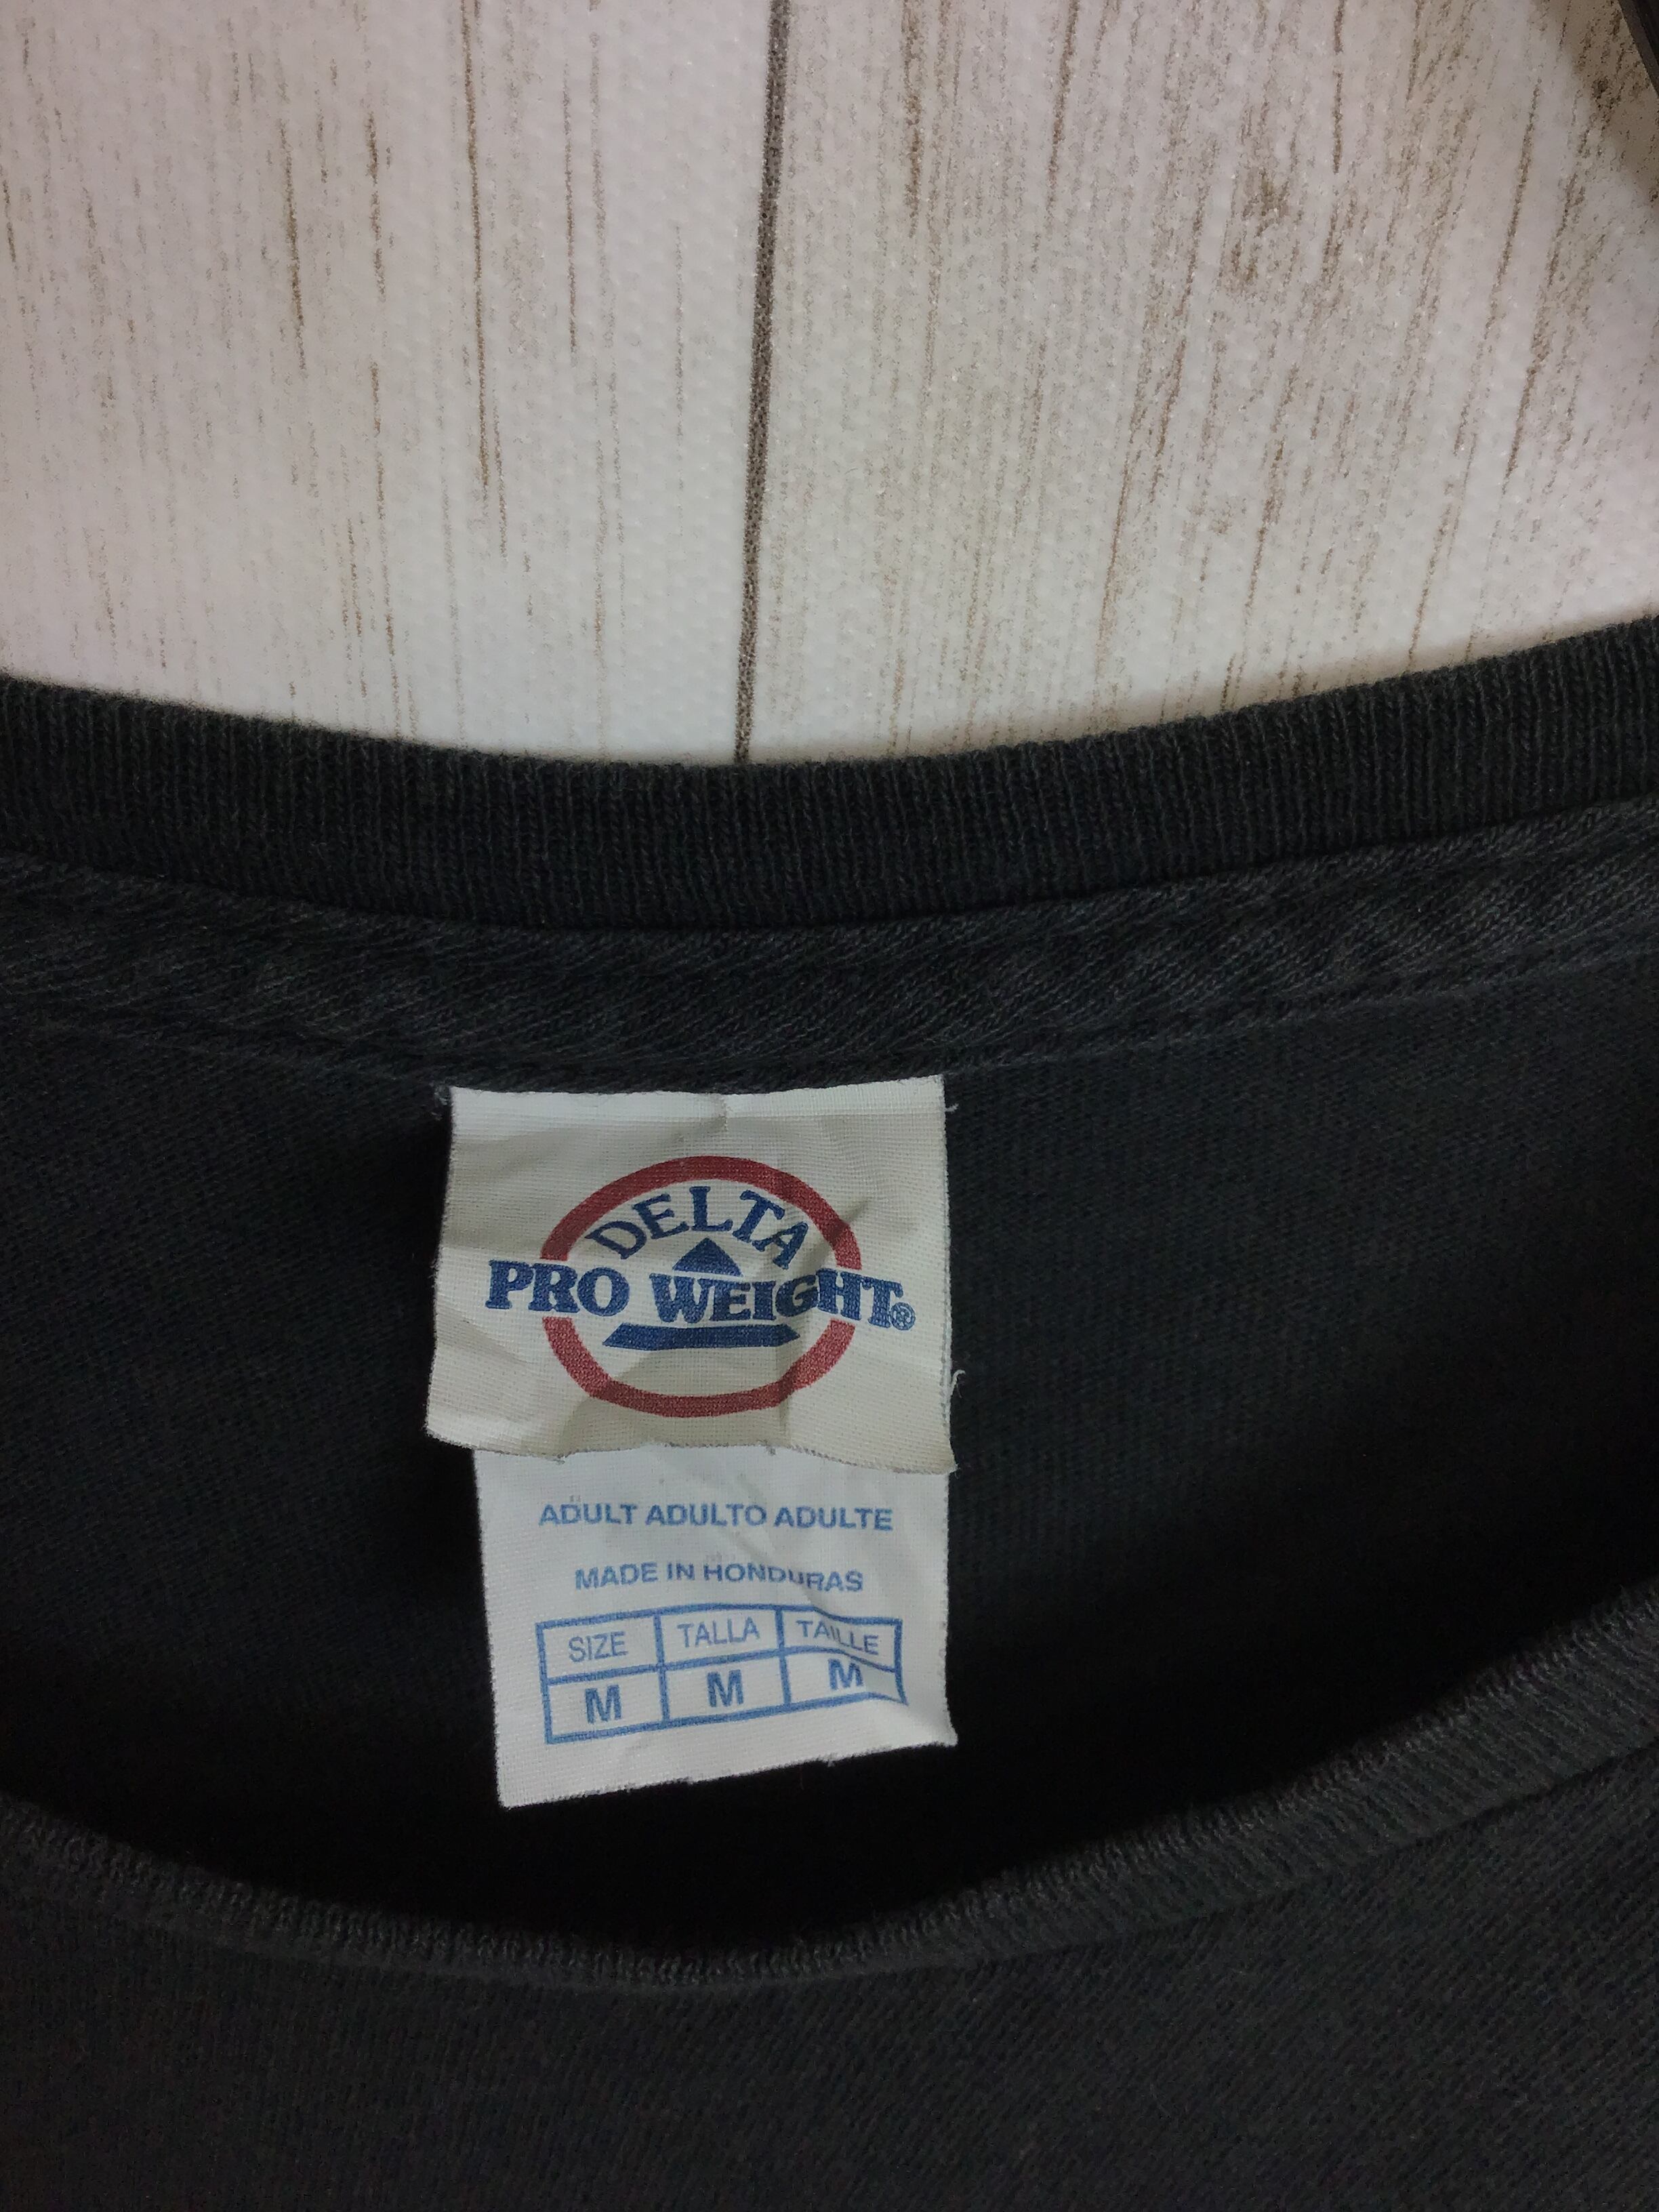 DELTA
PRO WEIGHT®
ADULT ADULTO ADULTE
MADE IN HONDURAS
SIZE TALLA TAILLE
M M M